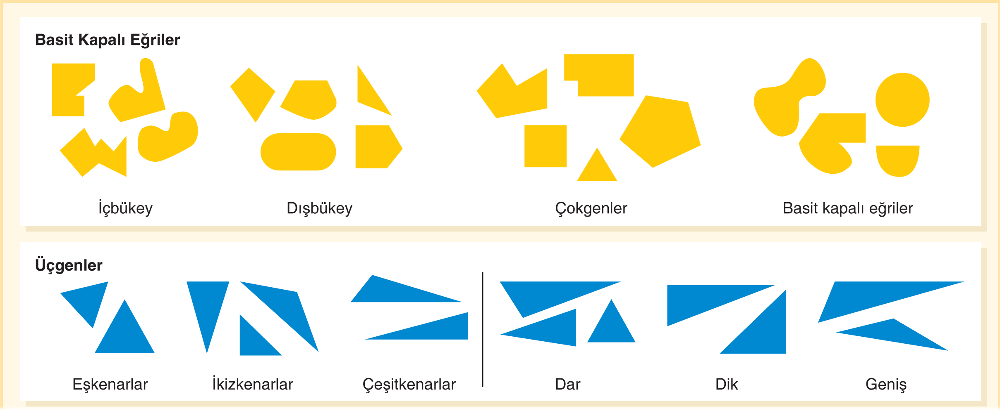 Basit Kapalı Eğriler
İçbükey
Dışbükey
Çokgenler
Basit kapalı eğriler
Üçgenler
Eşkenarlar
İkizkenarlar
Çeşitkenarlar
Dar
Dik
Geniş